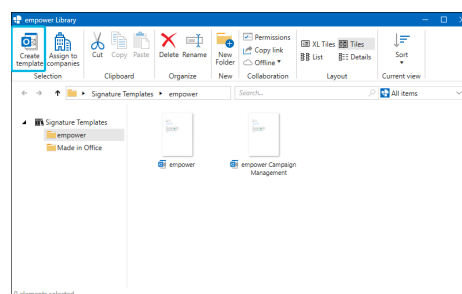 empower Library
Create template
Assign to companies
Cut
Copy
Paste
Delete
Rename
New Folder
Permissions
Copy link
Offline
XL Tiles
Tiles
List
Details
Sort
Selection
Clipboard
Organize
New
Collaboration
Layout
Current view
Signature Templates
empower
Search...
All items
Signature Templates
empower
Made in Office
empower
empower Campaign
Management
0 elements selected